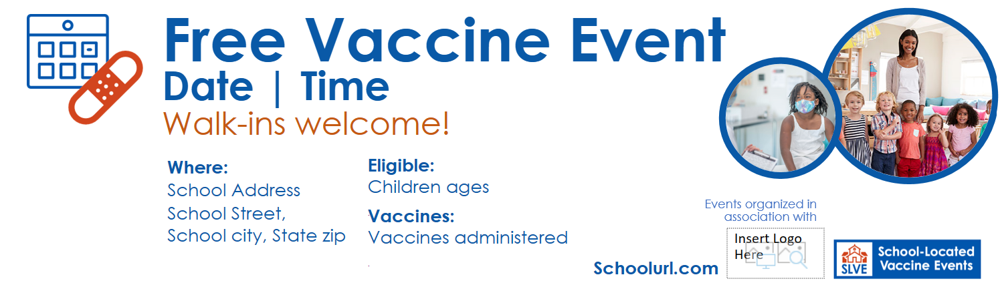 Free Vaccine Event
Date | Time
Walk-ins welcome!
Where:
School Address
School Street,
School city, State zip
Eligible:
Children ages
Vaccines:
Vaccines administered
Schoolurl.com
Events organized in
association with
Insert Logo
Here
SLVE
School-Located
Vaccine Events